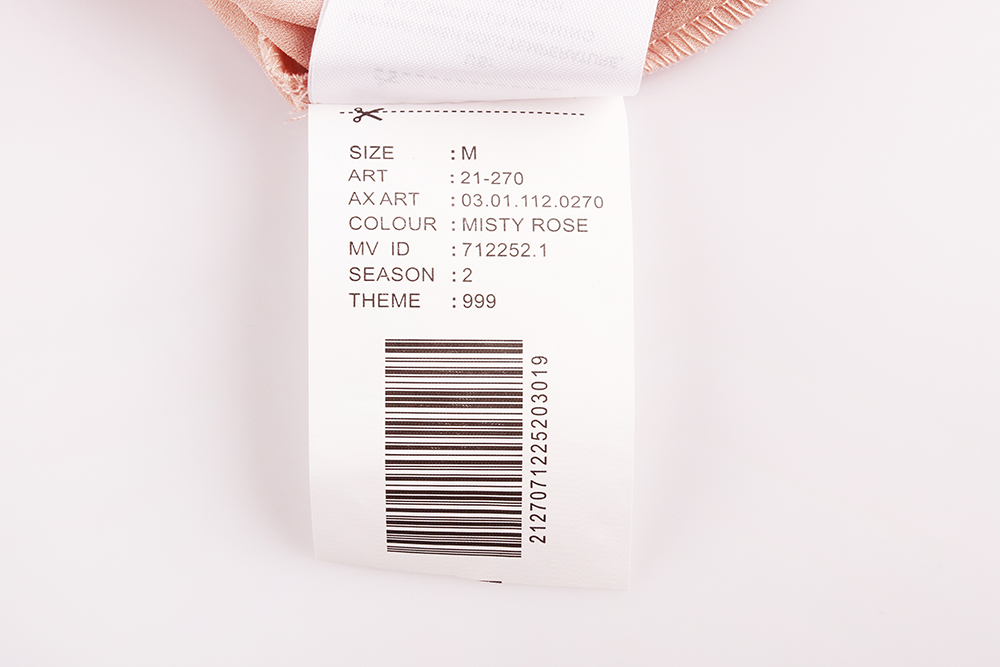 SIZE : M
ART : 21-270
AX ART : 03.01.112.0270
COLOUR : MISTY ROSE
MV ID : 712252.1
SEASON : 2
THEME : 999
2127071225203019